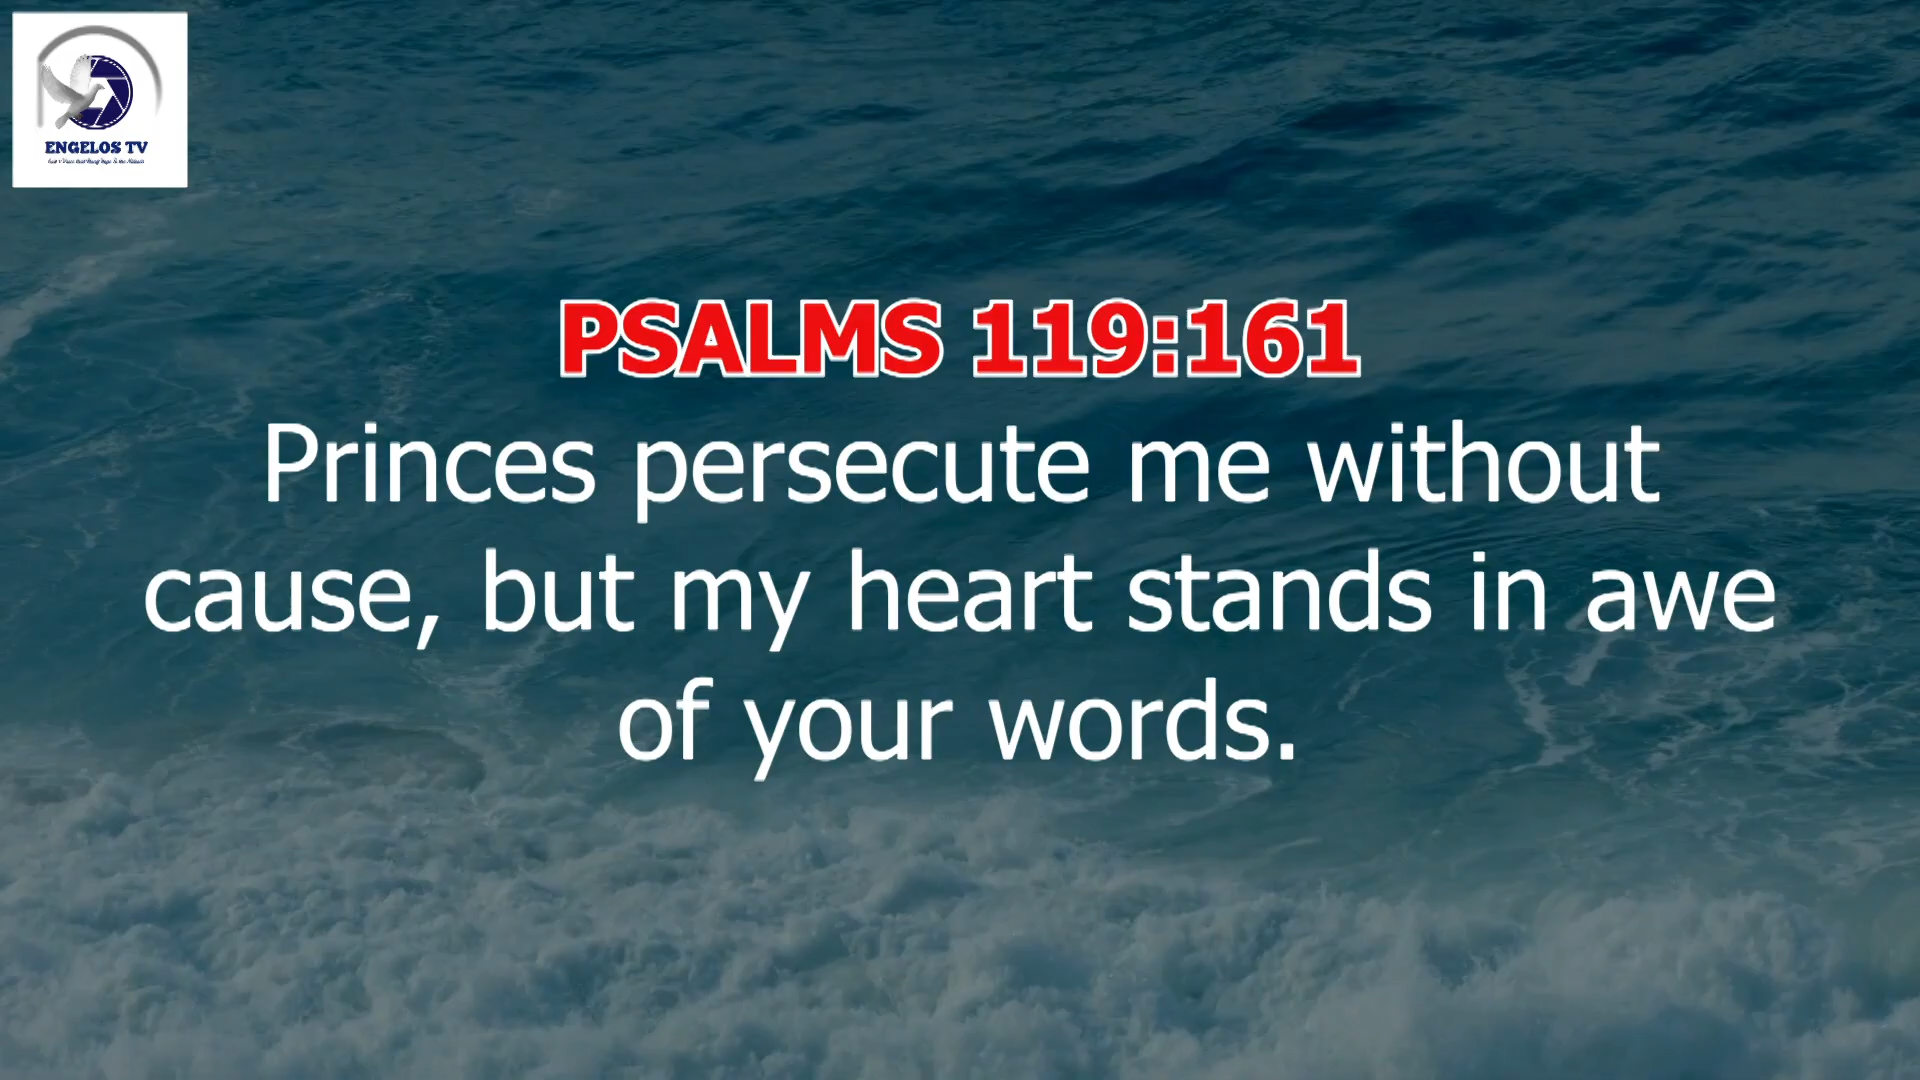 ENGELOS TV
PSALMS 119:161
Princes persecute me without
cause, but my heart stands in awe
of your words.